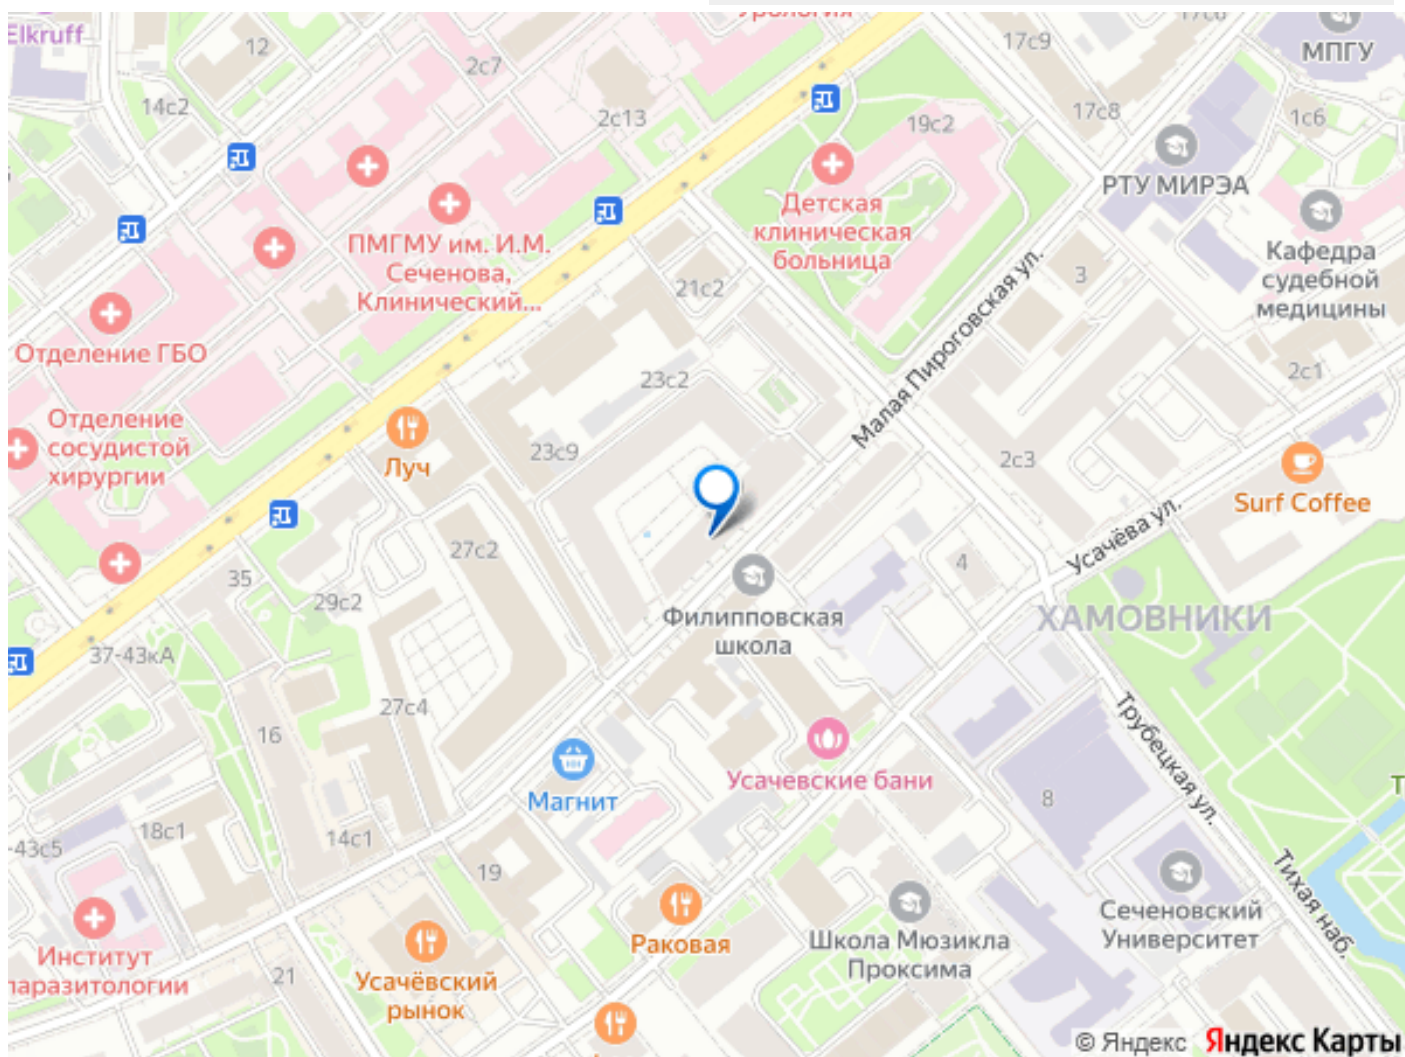 Elkruff
12
14с2
2с7
Урология
2с13
17с9
17с8
МПГУ
1с6
19с2
РТУ МИРЭА
Детская
клиническая
больница
Кафедра
судебной
медицины
ПМГМУ им. И.М.
Сеченова,
Клинический...
21с2
3
Малая Пироговская ул.
Отделение ГБО
23с2
2с1
Отделение
сосудистой
хирургии
Луч
23с9
2с3
Surf Coffee
Усачёва ул.
27с2
35
29с2
4
ХАМОВНИКИ
Филипповская
школа
37-43кА
27с4
16
Трубецкая ул.
Усачевские бани
Магнит
8
18с1
14с1
-43с5
19
Тихая наб.
Сеченовский
Университет
Раковая
Школа Мюзикла
Проксима
Институт
паразитологии
21
Усачёвский
рынок
© Яндекс Яндекс Карты